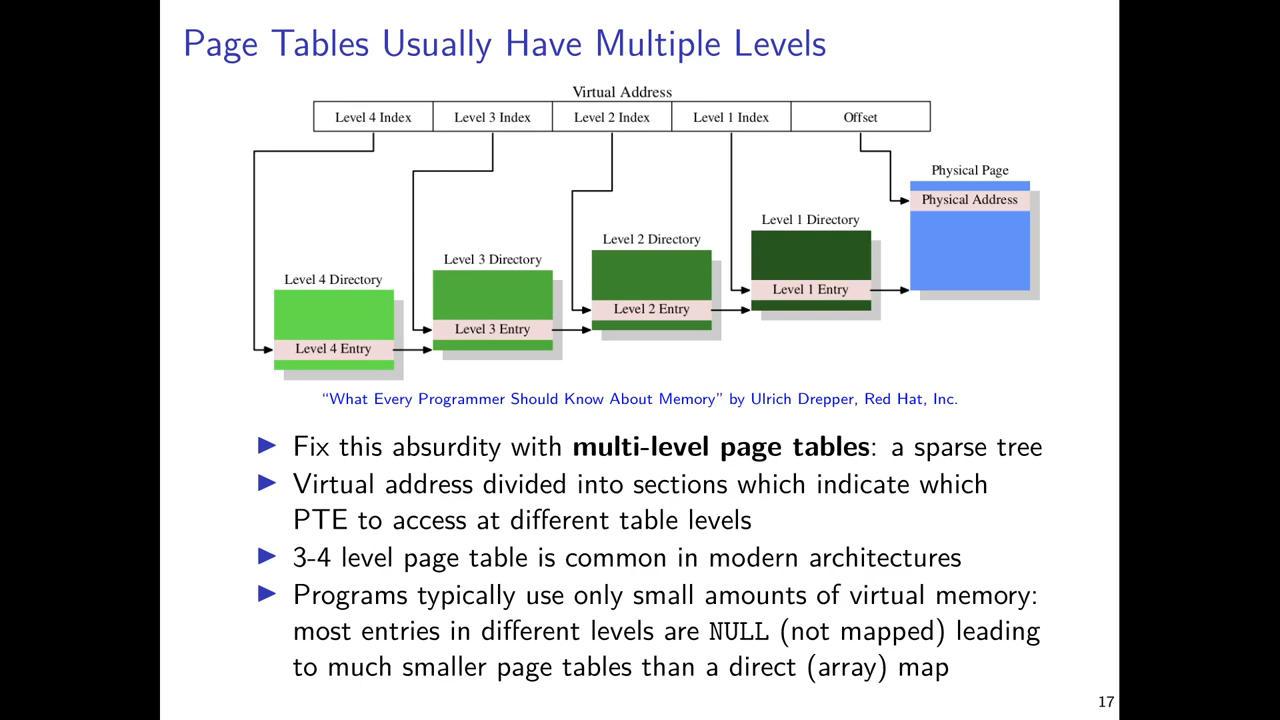 Page Tables Usually Have Multiple Levels
Virtual Address
Level 4 Index
Level 3 Index
Level 2 Index
Level 1 Index
Offset
Physical Page
Physical Address
Level 1 Directory
Level 2 Directory
Level 3 Directory
Level 4 Directory
Level 1 Entry
Level 2 Entry
Level 3 Entry
Level 4 Entry
“What Every Programmer Should Know About Memory” by Ulrich Drepper, Red Hat, Inc.
Fix this absurdity with multi-level page tables: a sparse tree
Virtual address divided into sections which indicate which
PTE to access at different table levels
3-4 level page table is common in modern architectures
Programs typically use only small amounts of virtual memory:
most entries in different levels are NULL (not mapped) leading
to much smaller page tables than a direct (array) map
17